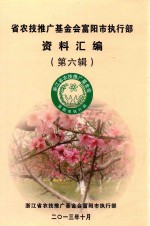 省农技推广基金会富阳市执行部
资料汇编
(第六辑)
浙江省农技推广基金会富阳市执行部
二〇一三年十月